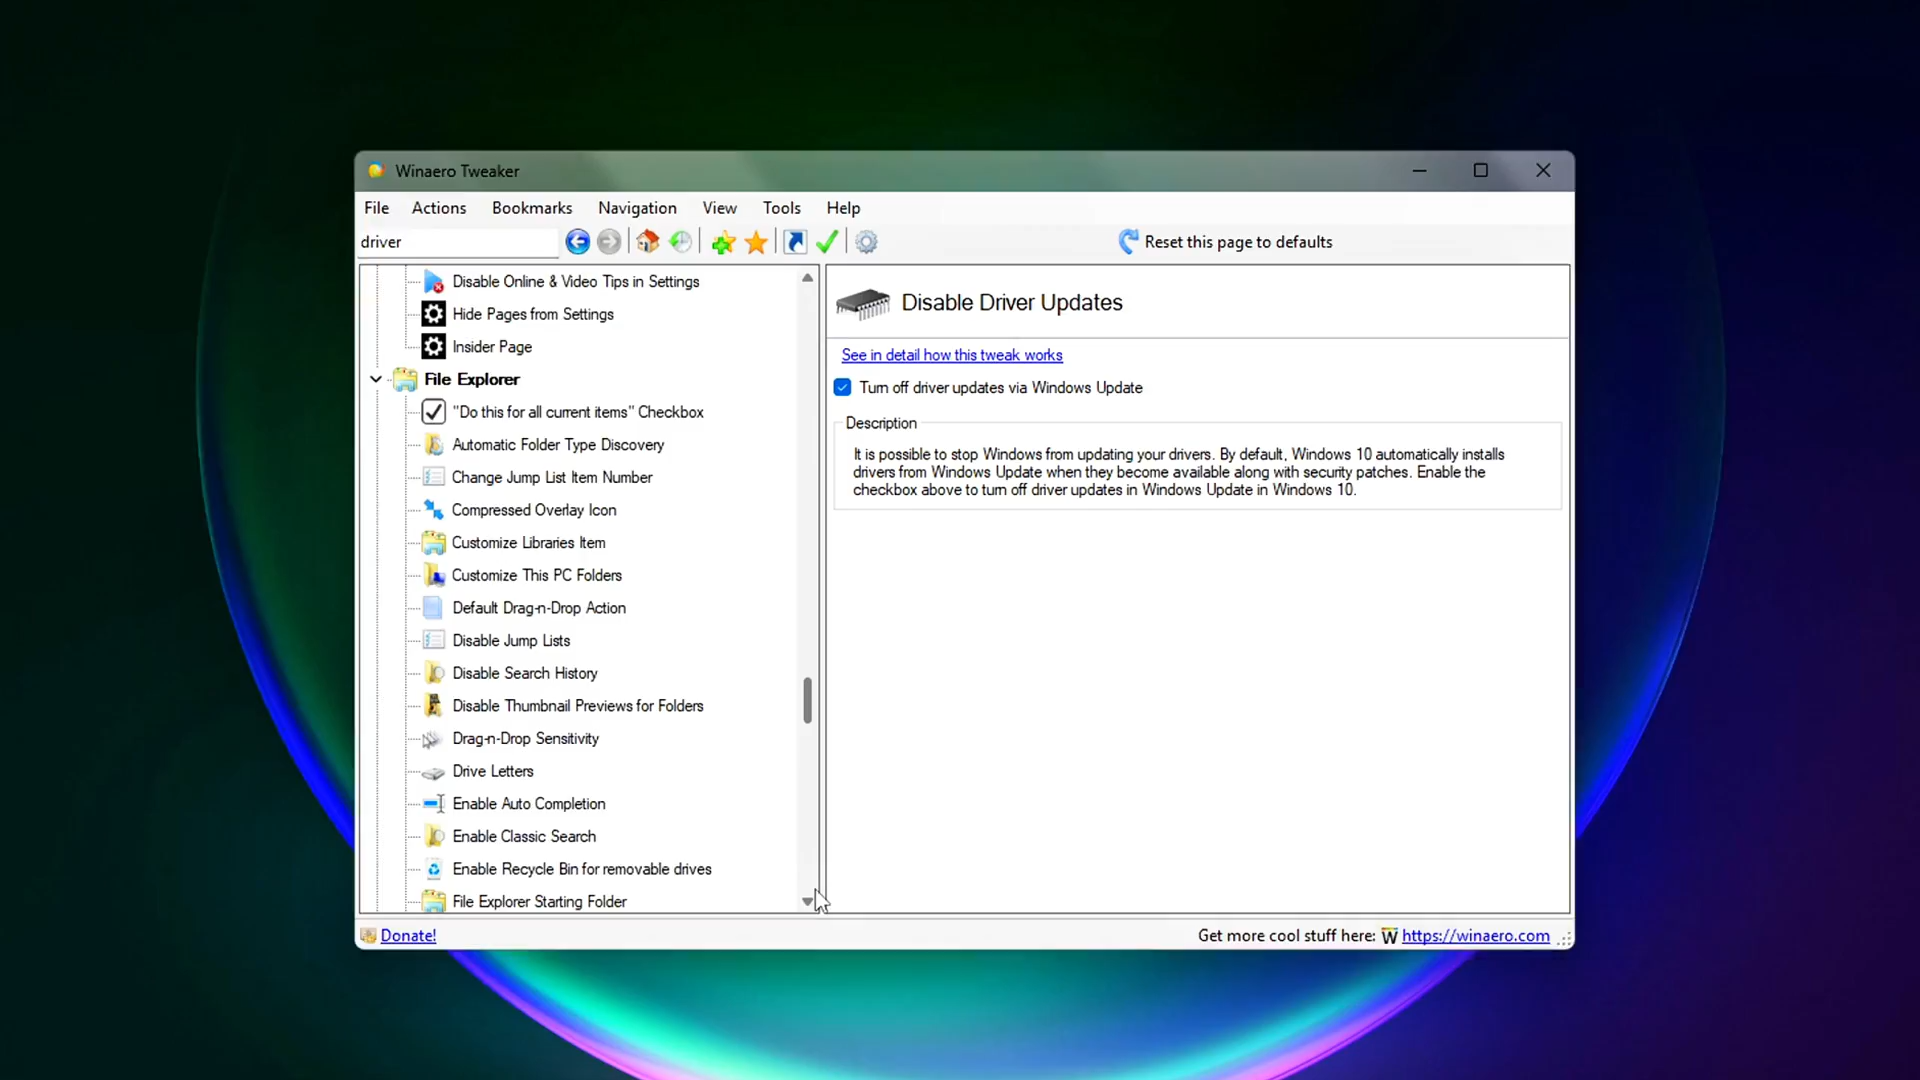 Winaero Tweaker
File Actions Bookmarks Navigation View Tools Help
driver
Reset this page to defaults
Disable Online & Video Tips in Settings
Hide Pages from Settings
Insider Page
File Explorer
"Do this for all current items" Checkbox
Automatic Folder Type Discovery
Change Jump List Item Number
Compressed Overlay Icon
Customize Libraries Item
Customize This PC Folders
Default Drag-n-Drop Action
Disable Jump Lists
Disable Search History
Disable Thumbnail Previews for Folders
Drag-n-Drop Sensitivity
Drive Letters
Enable Auto Completion
Enable Classic Search
Enable Recycle Bin for removable drives
File Explorer Starting Folder
Disable Driver Updates
See in detail how this tweak works
Turn off driver updates via Windows Update
Description
It is possible to stop Windows from updating your drivers. By default, Windows 10 automatically installs
drivers from Windows Update when they become available along with security patches. Enable the
checkbox above to turn off driver updates in Windows Update in Windows 10.
Donate!
Get more cool stuff here: W https://winaero.com